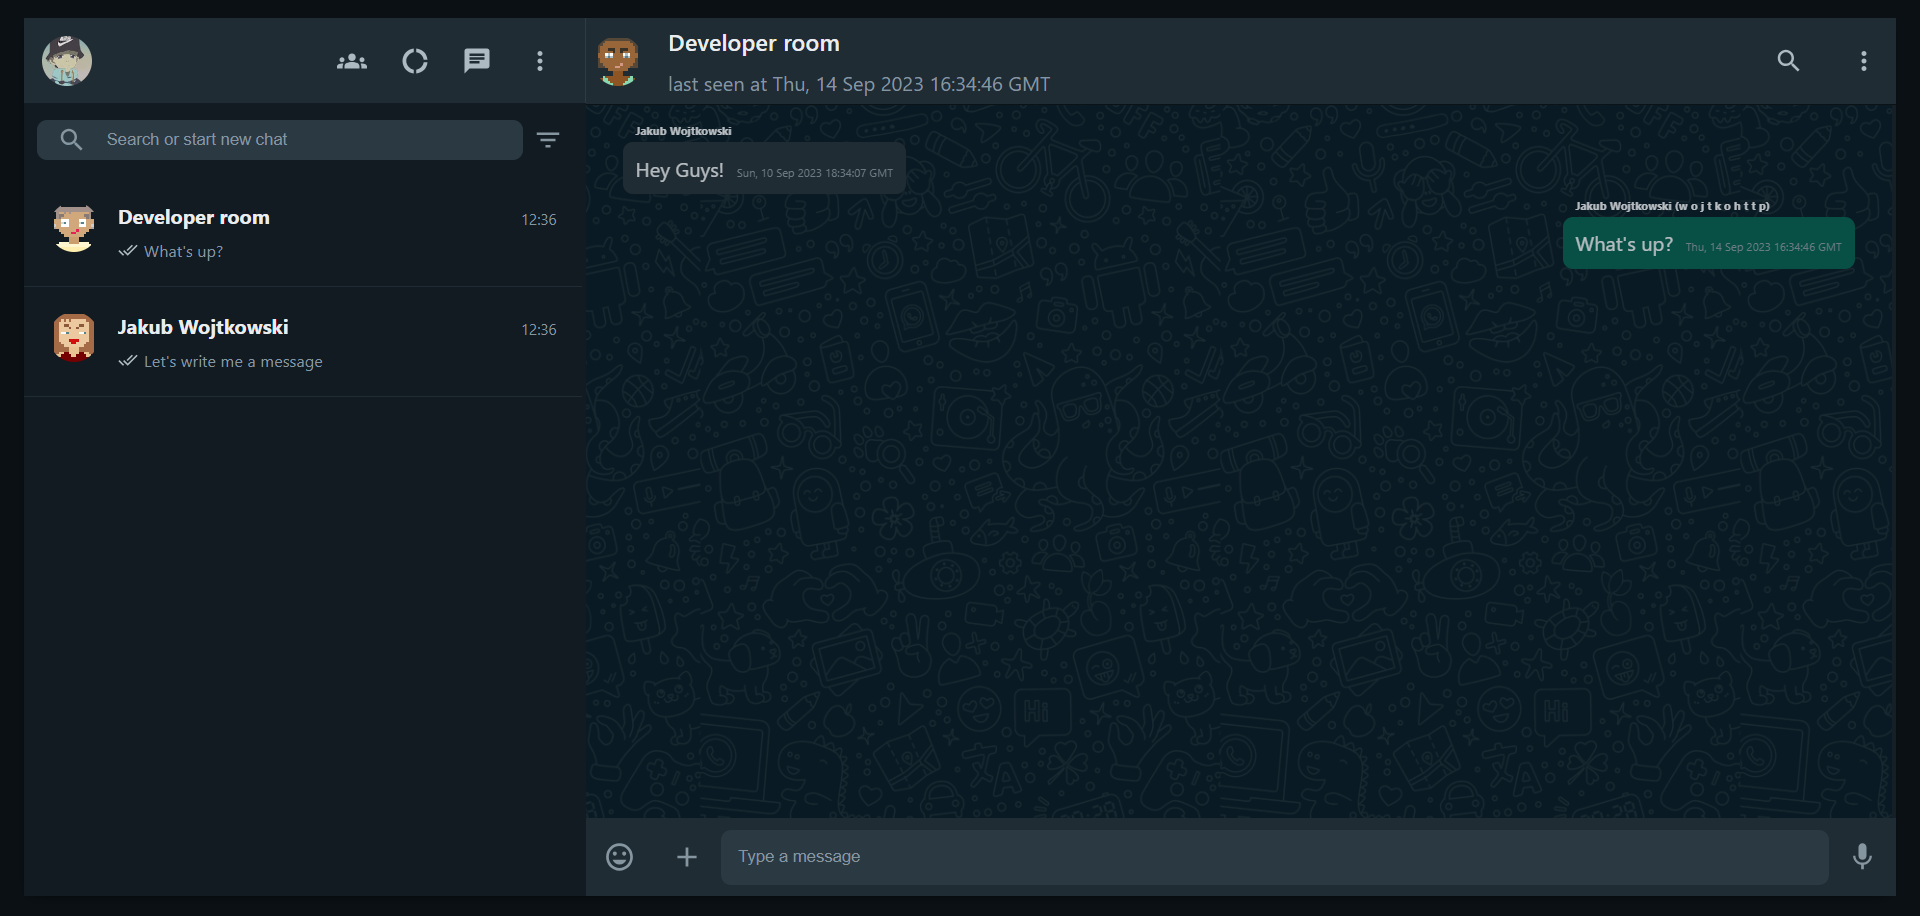 Search or start new chat
Developer room
12:36
What's up?
Jakub Wojtkowski
12:36
Let's write me a message
Developer room
last seen at Thu, 14 Sep 2023 16:34:46 GMT
Jakub Wojtkowski
Hey Guys! Sun, 10 Sep 2023 18:34:07 GMT
Jakub Wojtkowski (w o j t k o h t t p)
What's up? Thu, 14 Sep 2023 16:34:46 GMT
Hi
Hi
Type a message